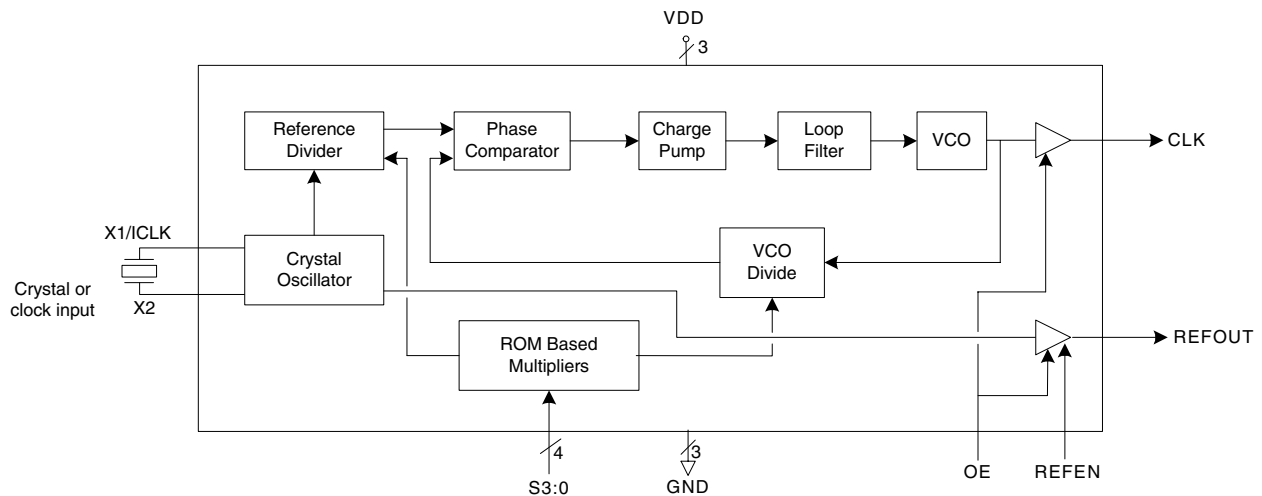 VDD
3
Reference
Divider
Phase
Comparator
Charge
Pump
Loop
Filter
VCO
CLK
X1/ICLK
Crystal
Oscillator
VCO
Divide
Crystal or
clock input
X2
ROM Based
Multipliers
REFOUT
4
3
S3:0
GND
OE
REFEN